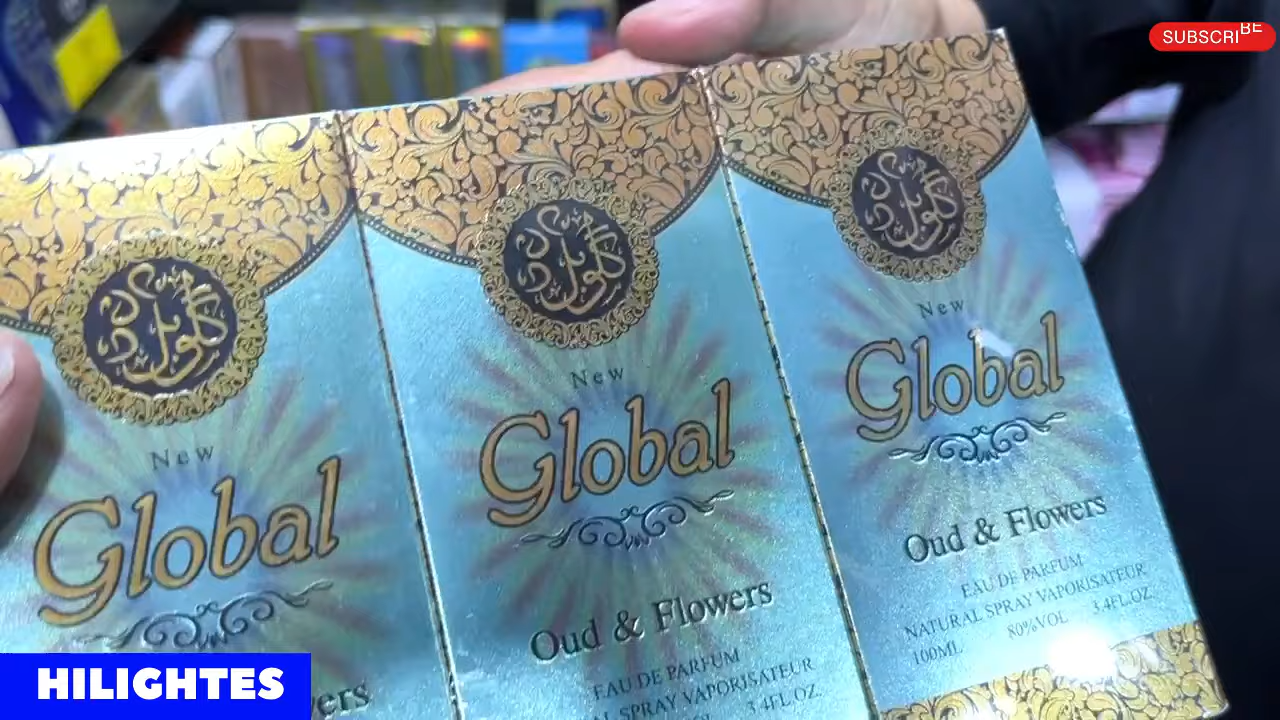 SUBSCRIBE
New
Global
New
Global
Oud & Flowers
EAU DE PARFUM
VAPORISATEUR
3.4FL.OZ.
New
Global
Oud & Flowers
EAU DE PARFUM
NATURAL SPRAY VAPORISATEUR
100ML 80%VOL 3.4FL.OZ.
HILIGHTES